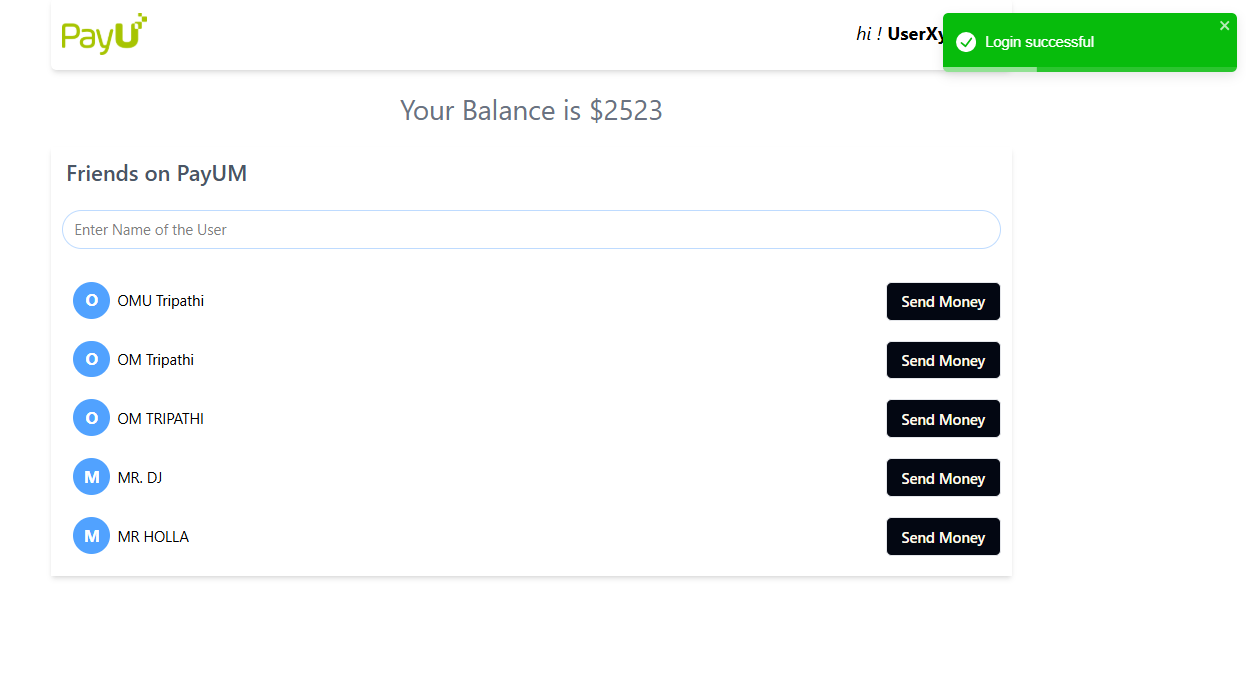 PayU
hi ! UserXy
Login successful
Your Balance is $2523
Friends on PayUM
Enter Name of the User
O OMU Tripathi Send Money
O OM Tripathi Send Money
O OM TRIPATHI Send Money
M MR. DJ Send Money
M MR HOLLA Send Money